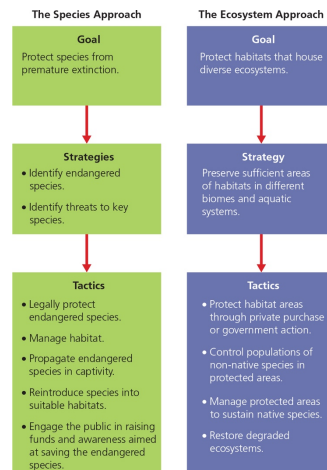 The Species Approach
Goal
Protect species from
premature extinction.
Strategies
• Identify endangered
species.
• Identify threats to key
species.
Tactics
• Legally protect
endangered species.
• Manage habitat.
• Propagate endangered
species in captivity.
• Reintroduce species into
suitable habitats.
• Engage the public in raising
funds and awareness aimed
at saving the endangered
species.
The Ecosystem Approach
Goal
Protect habitats that house
diverse ecosystems.
Strategy
Preserve sufficient areas
of habitats in different
biomes and aquatic
systems.
Tactics
• Protect habitat areas
through private purchase
or government action.
• Control populations of
non-native species in
protected areas.
• Manage protected areas
to sustain native species.
• Restore degraded
ecosystems.